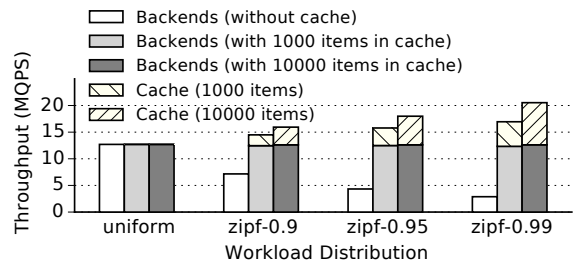 Backends (without cache)
Backends (with 1000 items in cache)
Backends (with 10000 items in cache)
Cache (1000 items)
Cache (10000 items)
Throughput (MQPS)
20
15
10
5
0
uniform zipf-0.9 zipf-0.95 zipf-0.99
Workload Distribution